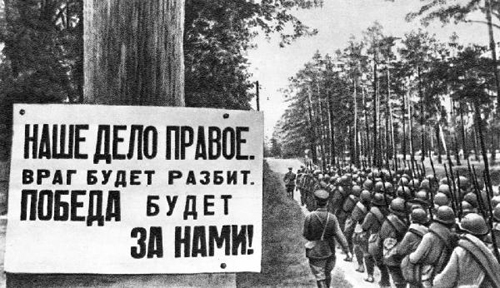 НАШЕ ДЕЛО ПРАВОЕ.
ВРАГ БУДЕТ РАЗБИТ.
ПОБЕДА БУДЕТ
ЗА НАМИ!